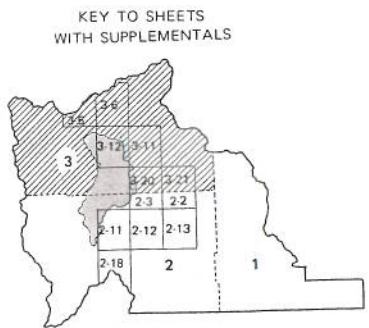 KEY TO SHEETS
WITH SUPPLEMENTALS
3-6
3-5
3-12 3-11
3
3-20 3-21
2-3 2-2
2-11 2-12 2-13
2-18 2 1